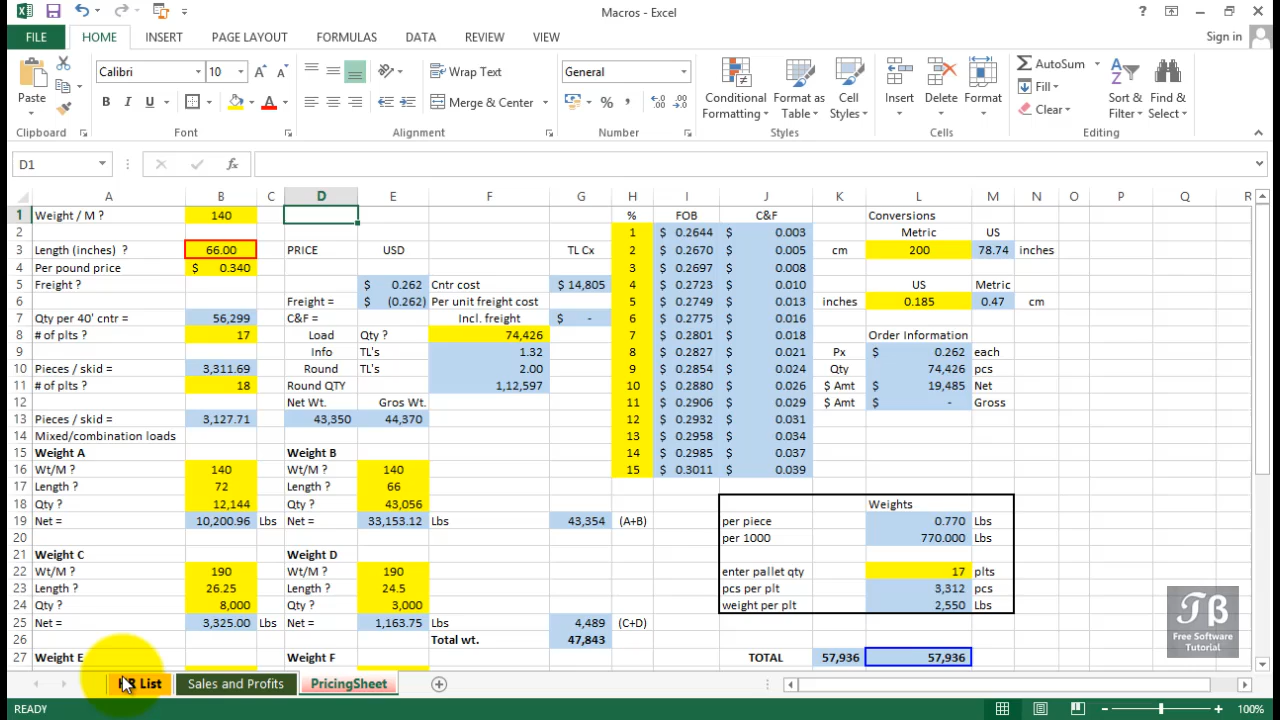 Macros - Excel
?
FILE HOME INSERT PAGE LAYOUT FORMULAS DATA REVIEW VIEW Sign in
Paste Calibri 10 A A Wrap Text General Conditional Formatting Format as Table Cell Styles Insert Delete Format AutoSum Fill Clear Sort & Filter Find & Select
B I U A Merge & Center % ,
Clipboard Font Alignment Number Styles Cells Editing
D1 fx
A B C D E F G H I J K L M N O P Q R
1 Weight / M ? 140 % FOB C&F Conversions
2 1 $ 0.2644 $ 0.003 Metric US
3 Length (inches) ? 66.00 PRICE USD TL Cx 2 $ 0.2670 $ 0.005 cm 200 78.74 inches
4 Per pound price $ 0.340 3 $ 0.2697 $ 0.008
5 Freight ? $ 0.262 Cntr cost $ 14,805 4 $ 0.2723 $ 0.010 US Metric
6 Freight = $ (0.262) Per unit freight cost 5 $ 0.2749 $ 0.013 inches 0.185 0.47 cm
7 Qty per 40' cntr = 56,299 C&F = Incl. freight $ - 6 $ 0.2775 $ 0.016
8 # of plts ? 17 Load Qty ? 74,426 7 $ 0.2801 $ 0.018 Order Information
9 Info TL's 1.32 8 $ 0.2827 $ 0.021 Px $ 0.262 each
10 Pieces / skid = 3,311.69 Round TL's 2.00 9 $ 0.2854 $ 0.024 Qty 74,426 pcs
11 # of plts ? 18 Round QTY 1,12,597 10 $ 0.2880 $ 0.026 $ Amt 19,485 Net
12 Net Wt. Gross Wt. 11 $ 0.2906 $ 0.029 $ Amt $ - Gross
13 Pieces / skid = 3,127.71 43,350 44,370 12 $ 0.2932 $ 0.031
14 Mixed/combination loads 13 $ 0.2958 $ 0.034
15 Weight A Weight B 14 $ 0.2985 $ 0.037
16 Wt/M ? 140 Wt/M ? 140 15 $ 0.3011 $ 0.039
17 Length ? 72 Length ? 66
18 Qty ? 12,144 Qty ? 43,056 Weights
19 Net = 10,200.96 Lbs Net = 33,153.12 Lbs 43,354 (A+B) per piece 0.770 Lbs
20 per 1000 770.000 Lbs
21 Weight C Weight D
22 Wt/M ? 190 Wt/M ? 190 enter pallet qty 17 plts
23 Length ? 26.25 Length ? 24.5 pcs per plt 3,312 pcs
24 Qty ? 8,000 Qty ? 3,000 weight per plt 2,550 Lbs
25 Net = 3,325.00 Lbs Net = 1,163.75 Lbs 4,489 (C+D)
26 Total wt. 47,843
27 Weight E Weight F TOTAL 57,936 57,936
TB
Free Software
Tutorial
List Sales and Profits PricingSheet
READY 100%